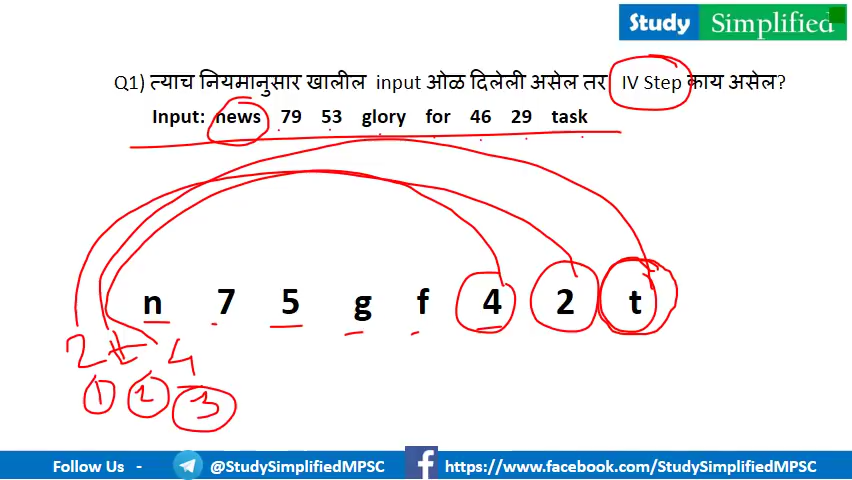 Study Simplified
Q1) त्याच नियमानुसार खालील input ओळ दिलेली असेल तर IV Step काय असेल?
Input: news 79 53 glory for 46 29 task
n 7 5 g f 4 2 t
2 t 4
1 2 3
Follow Us - @StudySimplifiedMPSC https://www.facebook.com/StudySimplifiedMPSC